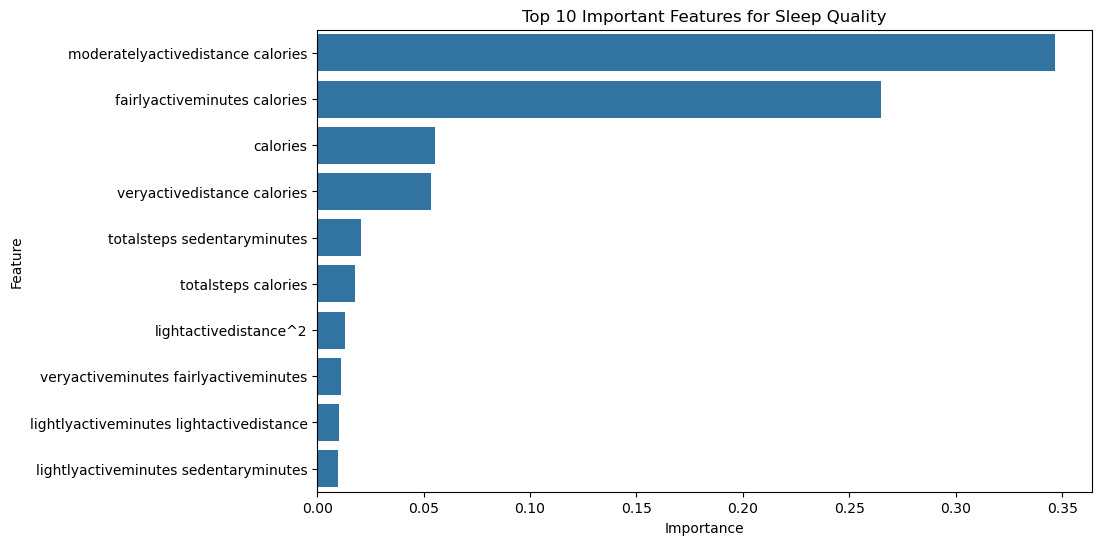 Top 10 Important Features for Sleep Quality
Feature
moderatelyactivedistance calories
fairlyactiveminutes calories
calories
veryactivedistance calories
totalsteps sedentaryminutes
totalsteps calories
lightactivedistance^2
veryactiveminutes fairlyactiveminutes
lightlyactiveminutes lightactivedistance
lightlyactiveminutes sedentaryminutes
0.00 0.05 0.10 0.15 0.20 0.25 0.30 0.35
Importance